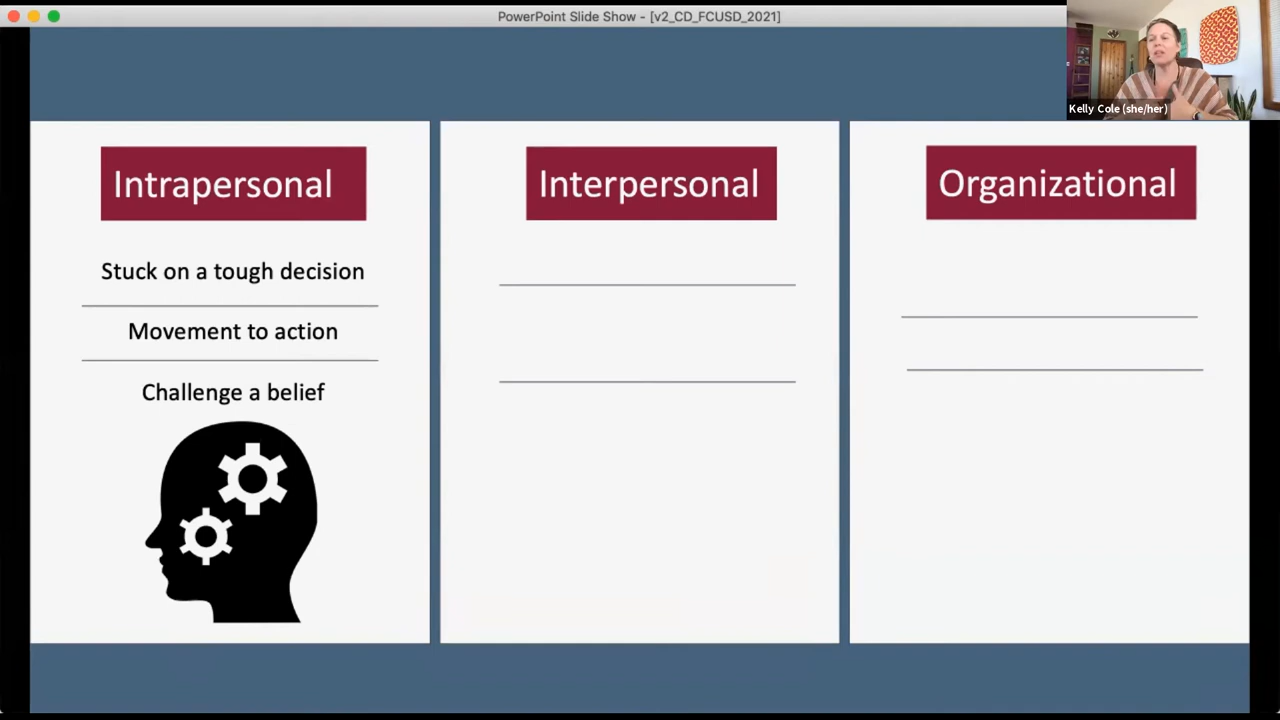 PowerPoint Slide Show - [v2_CD_FCUSD_2021]
Kelly Cole (she/her)
Intrapersonal
Stuck on a tough decision
Movement to action
Challenge a belief
Interpersonal
Organizational